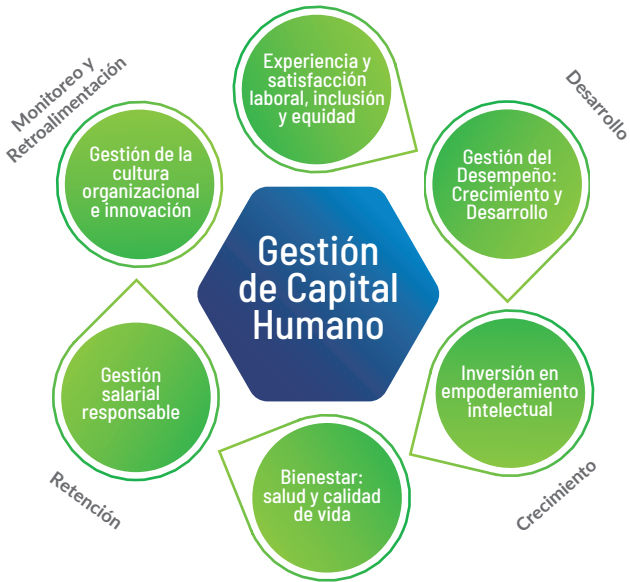 Monitoreo y
Retroalimentación
Experiencia y
satisfacción
laboral, inclusión
y equidad
Desarrollo
Gestión de la
cultura
organizacional
e innovación
Gestión del
Desempeño:
Crecimiento y
Desarrollo
Gestión
de Capital
Humano
Gestión
salarial
responsable
Inversión en
empoderamiento
intelectual
Bienestar:
salud y calidad
de vida
Retención
Crecimiento